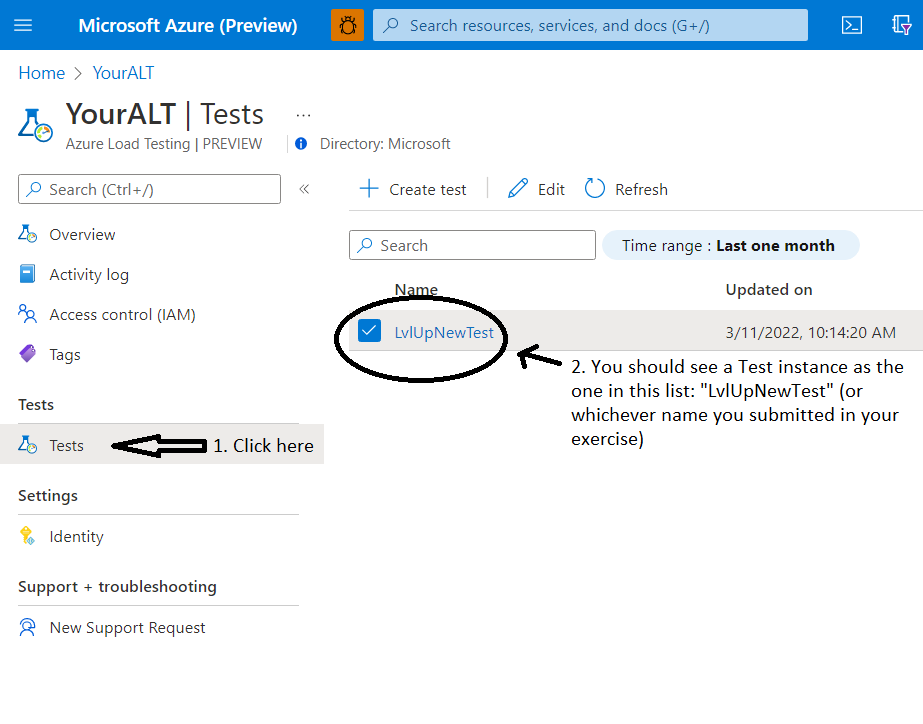 Microsoft Azure (Preview)
Search resources, services, and docs (G+/)
Home > YourALT
YourALT | Tests ...
Azure Load Testing | PREVIEW
Directory: Microsoft
Search (Ctrl+/)
«
Create test
Edit
Refresh
Overview
Activity log
Access control (IAM)
Tags
Tests
Tests
1. Click here
Settings
Identity
Support + troubleshooting
New Support Request
Search
Time range : Last one month
Name
Updated on
LvlUpNewTest
3/11/2022, 10:14:20 AM
2. You should see a Test instance as the
one in this list: "LvlUpNewTest" (or
whichever name you submitted in your
exercise)